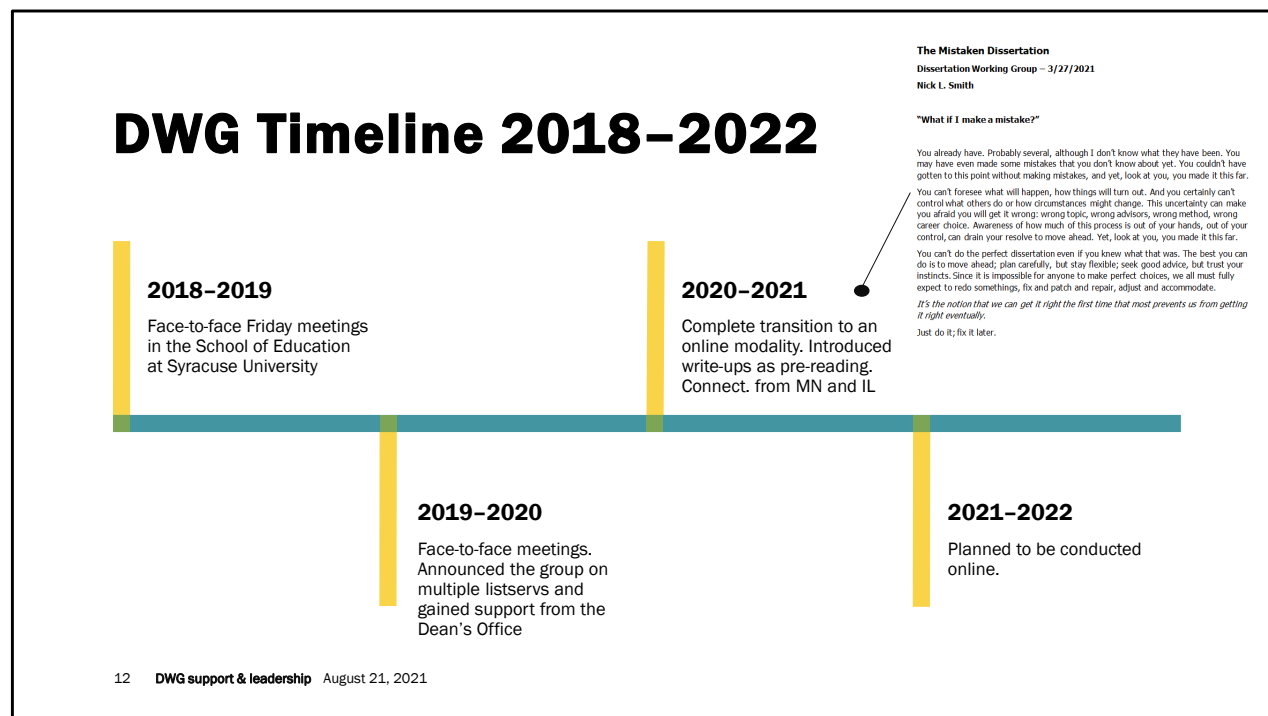 DWG Timeline 2018–2022
The Mistaken Dissertation
Dissertation Working Group – 3/27/2021
Nick L. Smith
“What if I make a mistake?”
You already have. Probably several, although I don’t know what they have been. You
may have even made some mistakes that you don’t know about yet. You couldn’t have
gotten to this point without making mistakes, and yet, look at you, you made it this far.
You can’t foresee what will happen, how things will turn out. And you certainly can’t
control what others do or how circumstances might change. This uncertainty can make
you afraid you will get it wrong: wrong topic, wrong advisors, wrong method, wrong
career choice. Awareness of how much of this process is out of your hands, out of your
control, can drain your resolve to move ahead. Yet, look at you, you made it this far.
You can’t do the perfect dissertation even if you knew what that was. The best you can
do is to move ahead; plan carefully, but stay flexible; seek good advice, but trust your
instincts. Since it is impossible for anyone to make perfect choices, we all must fully
expect to redo somethings, fix and patch and repair, adjust and accommodate.
It’s the notion that we can get it right the first time that most prevents us from getting
it right eventually.
Just do it; fix it later.
2018–2019
Face-to-face Friday meetings
in the School of Education
at Syracuse University
2019–2020
Face-to-face meetings.
Announced the group on
multiple listservs and
gained support from the
Dean’s Office
2020–2021
Complete transition to an
online modality. Introduced
write-ups as pre-reading.
Connect. from MN and IL
2021–2022
Planned to be conducted
online.
12 DWG support & leadership August 21, 2021